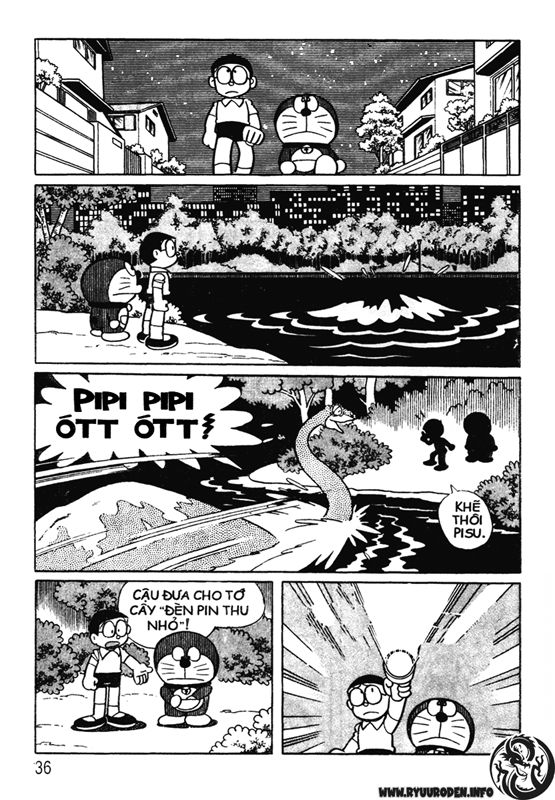 PIPI PIPI
ÓTT ÓTT!
KHẼ
THÔI
PISU.
CẬU ĐƯA CHO TỚ
CÂY "ĐÈN PIN THU
NHỎ"!
36
WWW.RYUURODEN.INFO